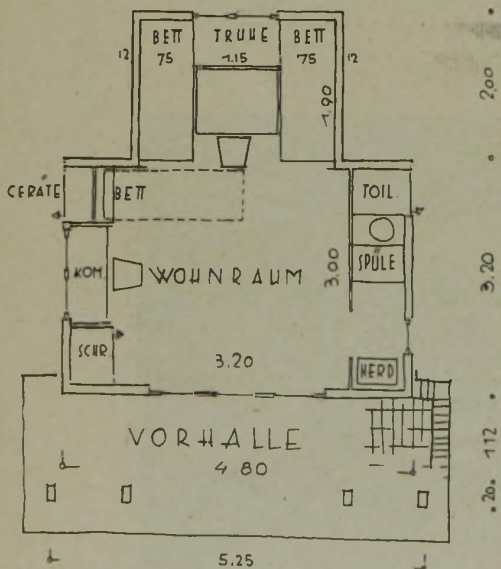 BETT TRUHE BETT
12 75 1.15 75 12
1.90
2,00
GERÄTE BETT TOIL.
SPÜLE
KOM. WOHNRAUM 3.00
3.20
SCHR. 3.20 HERD
VORHALLE
4.80
1.12
.20.
5.25